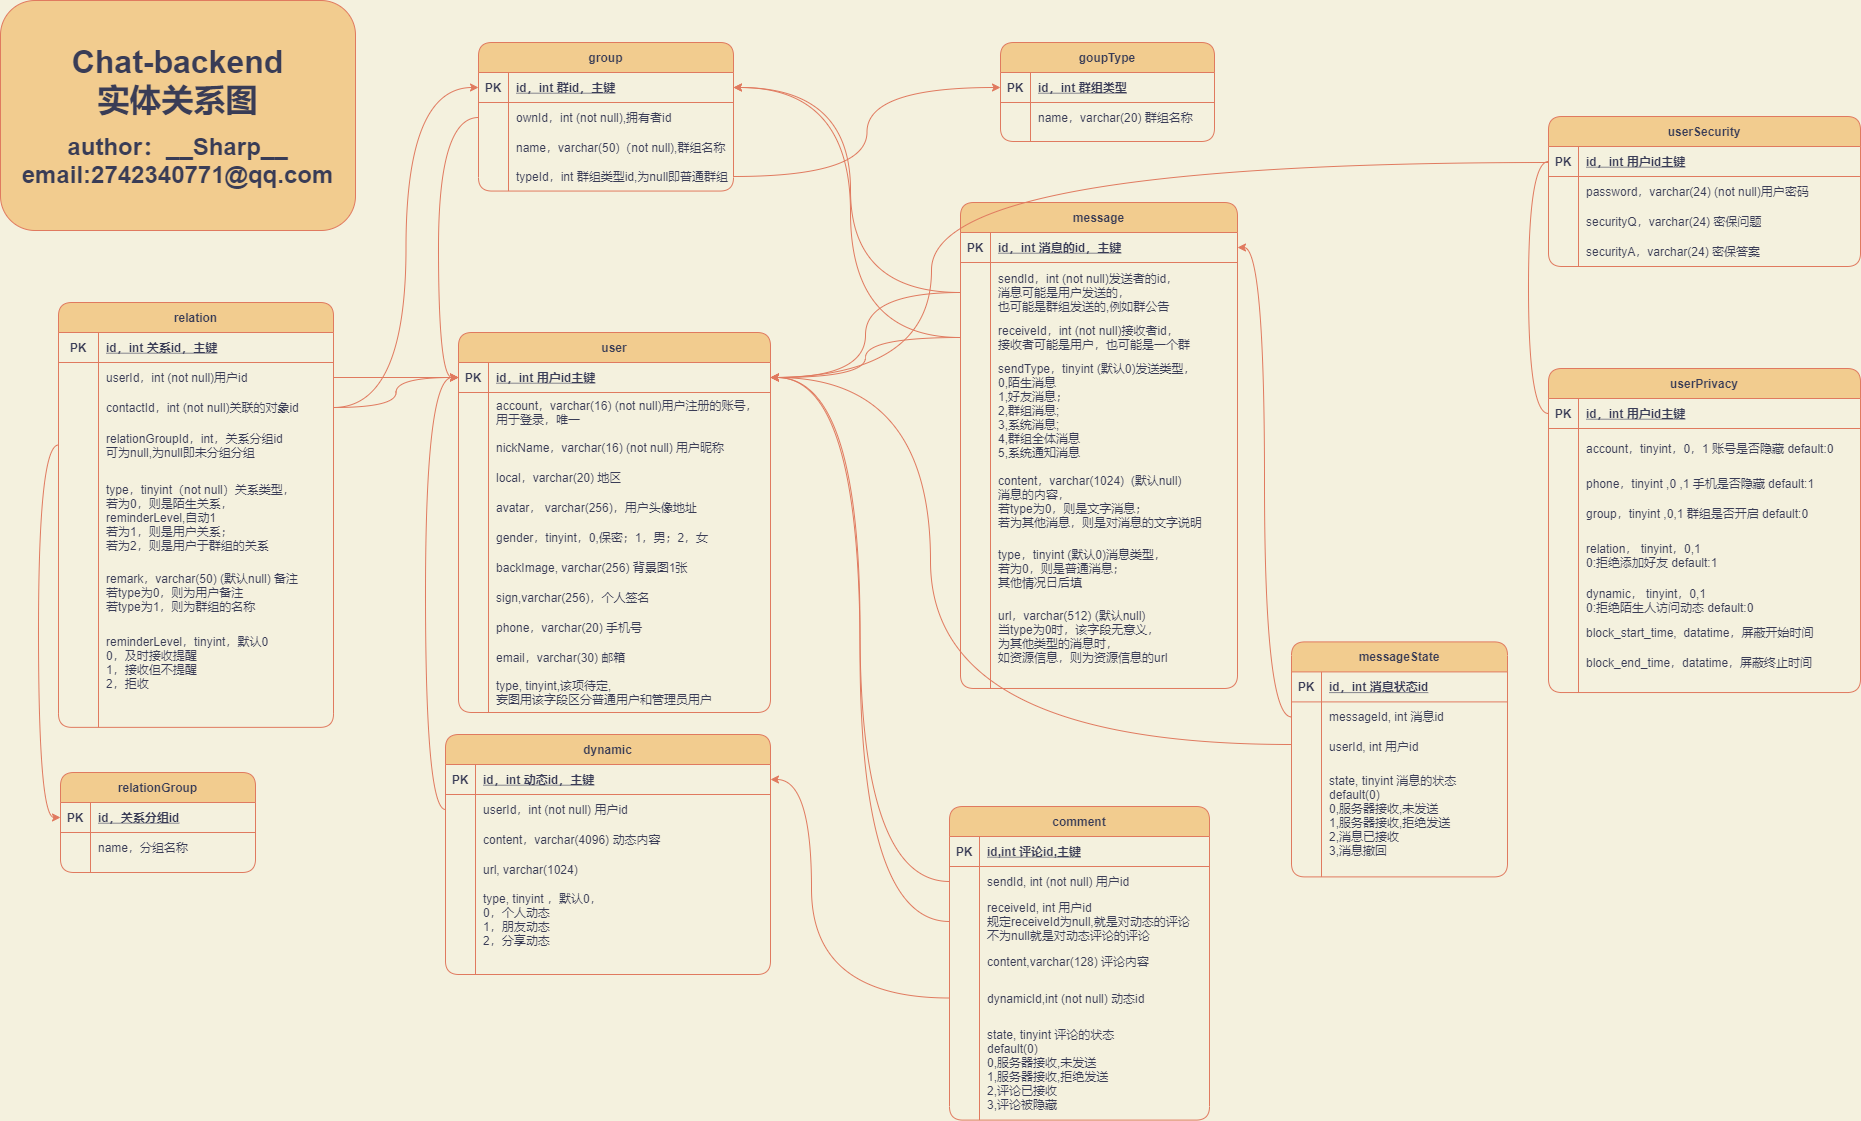 Chat-backend
实体关系图
author：__Sharp__
email:2742340771@qq.com
group
PK
id，int 群id，主键
ownId，int (not null),拥有者id
name，varchar(50)（not null),群组名称
typeId，int 群组类型id,为null即普通群组
goupType
PK
id，int 群组类型
name，varchar(20) 群组名称
userSecurity
PK
id，int 用户id主键
password，varchar(24) (not null)用户密码
securityQ，varchar(24) 密保问题
securityA，varchar(24) 密保答案
message
PK
id，int 消息的id，主键
sendId，int (not null)发送者的id，
消息可能是用户发送的，
也可能是群组发送的,例如群公告
receiveId，int (not null)接收者id，
接收者可能是用户，也可能是一个群
sendType，tinyint (默认0)发送类型，
0,陌生消息
1,好友消息；
2,群组消息;
3,系统消息;
4,群组全体消息
5,系统通知消息
content，varchar(1024)（默认null)
消息的内容，
若type为0，则是文字消息；
若为其他消息，则是对消息的文字说明
type，tinyint (默认0)消息类型，
若为0，则是普通消息；
其他情况日后填
url，varchar(512) (默认null)
当type为0时，该字段无意义，
为其他类型的消息时，
如资源信息，则为资源信息的url
relation
PK
id，int 关系id，主键
userId，int (not null)用户id
contactId，int (not null)关联的对象id
relationGroupId，int，关系分组id
可为null,为null即未分组分组
type，tinyint（not null）关系类型，
若为0，则是陌生关系，
reminderLevel,自动1
若为1，则是用户关系；
若为2，则是用户于群组的关系
remark，varchar(50) (默认null) 备注
若type为0，则为用户备注
若type为1，则为群组的名称
reminderLevel，tinyint，默认0
0，及时接收提醒
1，接收但不提醒
2，拒收
user
PK
id，int 用户id主键
account，varchar(16) (not null)用户注册的账号，
用于登录，唯一
nickName，varchar(16) (not null) 用户昵称
local，varchar(20) 地区
avatar， varchar(256)，用户头像地址
gender，tinyint，0,保密；1，男；2，女
backImage, varchar(256) 背景图1张
sign,varchar(256)，个人签名
phone，varchar(20) 手机号
email，varchar(30) 邮箱
type, tinyint,该项待定,
妄图用该字段区分普通用户和管理员用户
userPrivacy
PK
id，int 用户id主键
account，tinyint，0，1 账号是否隐藏 default:0
phone，tinyint ,0 ,1 手机是否隐藏 default:1
group，tinyint ,0,1 群组是否开启 default:0
relation， tinyint，0,1
0:拒绝添加好友 default:1
dynamic， tinyint，0,1
0:拒绝陌生人访问动态 default:0
block_start_time，datatime，屏蔽开始时间
block_end_time，datatime，屏蔽终止时间
messageState
PK
id，int 消息状态id
messageId, int 消息id
userId, int 用户id
state, tinyint 消息的状态
default(0)
0,服务器接收,未发送
1,服务器接收,拒绝发送
2,消息已接收
3,消息撤回
dynamic
PK
id，int 动态id，主键
userId，int (not null) 用户id
content，varchar(4096) 动态内容
url, varchar(1024)
type, tinyint ，默认0，
0，个人动态
1，朋友动态
2，分享动态
relationGroup
PK
id，关系分组id
name，分组名称
comment
PK
id,int 评论id,主键
sendId, int (not null) 用户id
receiveId, int 用户id
规定receiveId为null,就是对动态的评论
不为null就是对动态评论的评论
content,varchar(128) 评论内容
dynamicId,int (not null) 动态id
state, tinyint 评论的状态
default(0)
0,服务器接收,未发送
1,服务器接收,拒绝发送
2,评论已接收
3,评论被隐藏